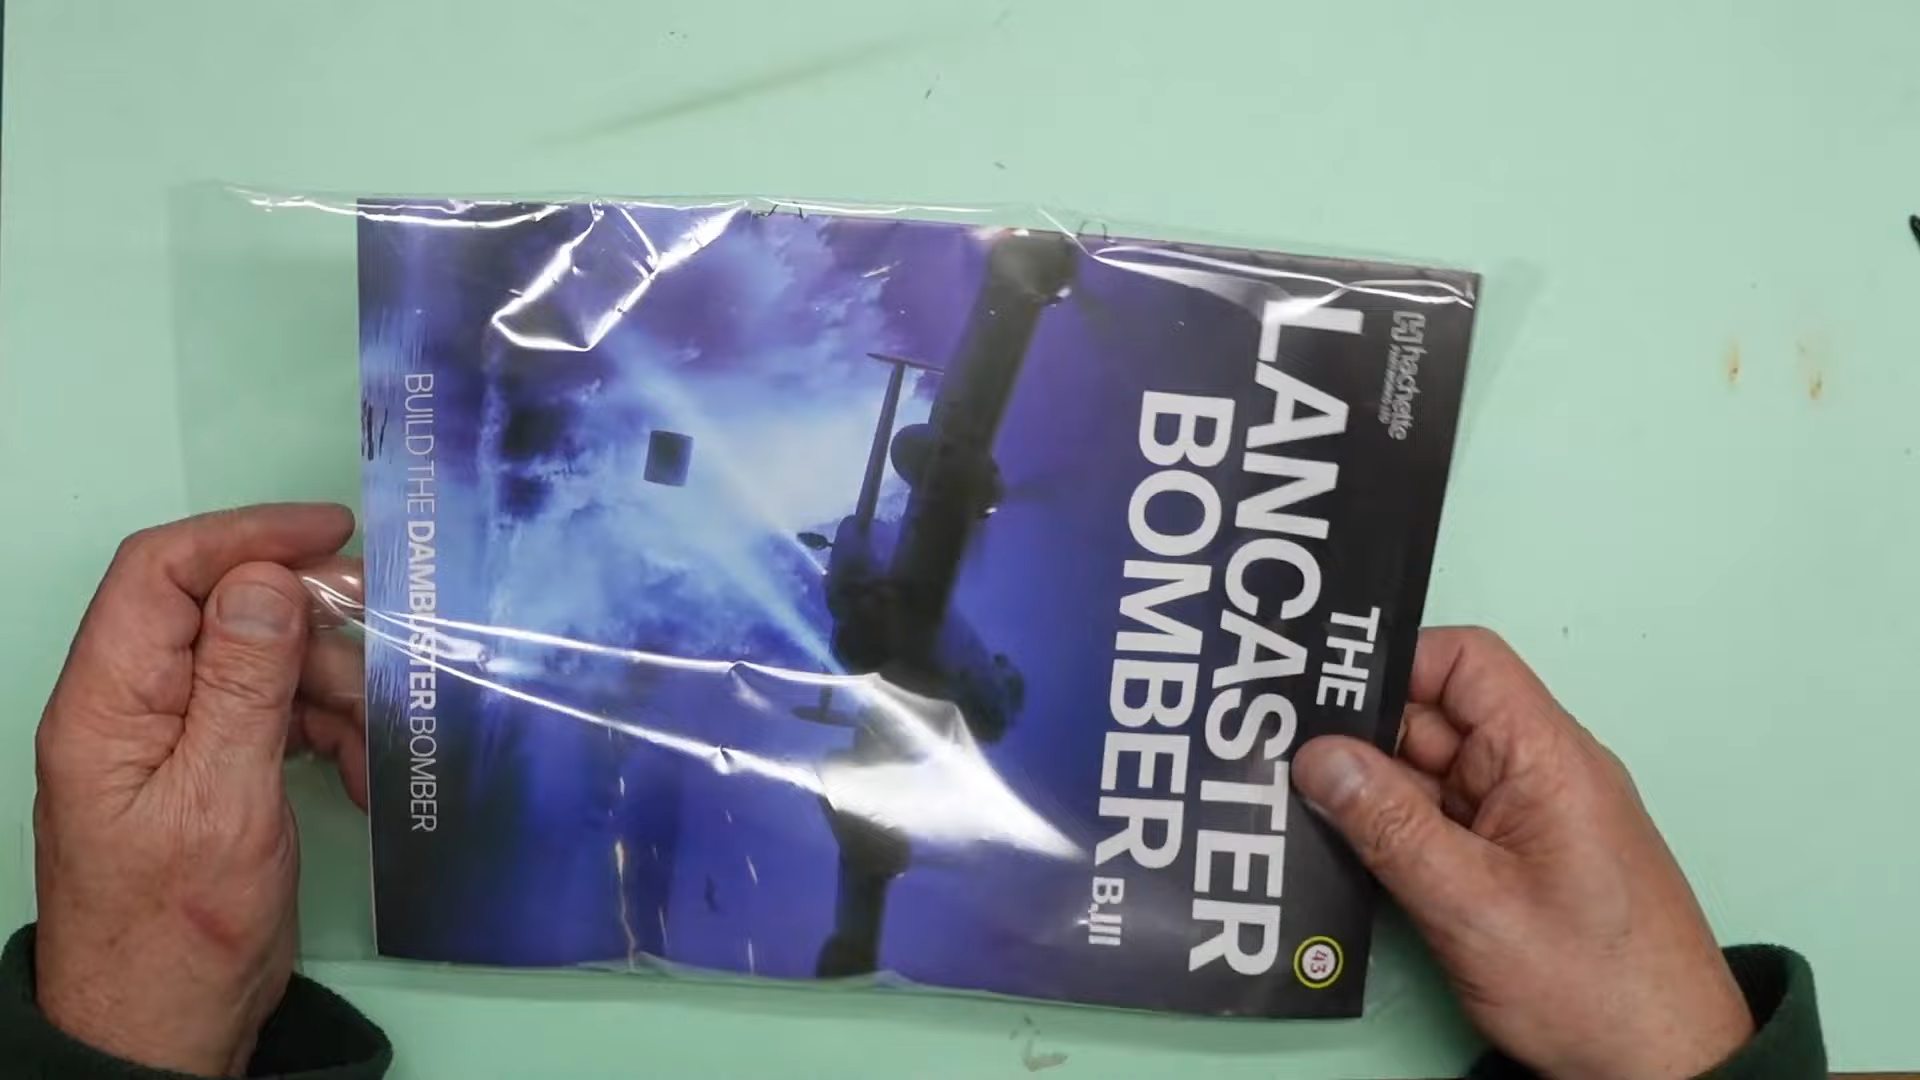 hachette
THE
LANCASTER
BOMBER B.III
43
BUILD THE DAMBUSTER BOMBER